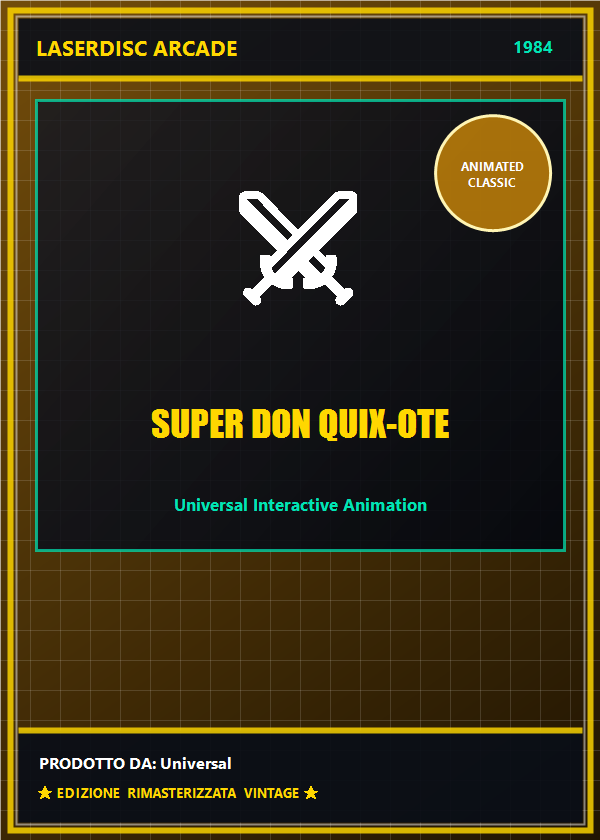 LASERDISC ARCADE
1984
ANIMATED
CLASSIC
SUPER DON QUIX-OTE
Universal Interactive Animation
PRODOTTO DA: Universal
★ EDIZIONE RIMASTERIZZATA VINTAGE ★